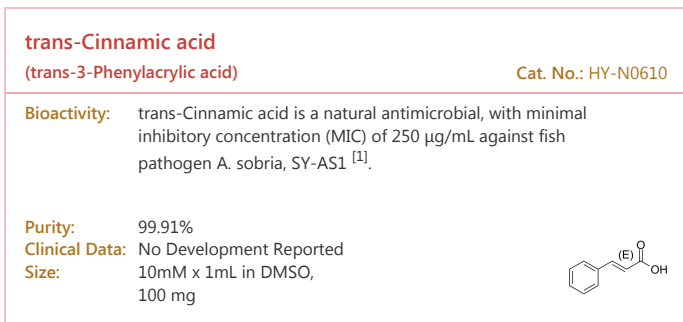 trans-Cinnamic acid
(trans-3-Phenylacrylic acid) Cat. No.: HY-N0610
Bioactivity: trans-Cinnamic acid is a natural antimicrobial, with minimal
inhibitory concentration (MIC) of 250 μg/mL against fish
pathogen A. sobria, SY-AS1 [1].
Purity: 99.91%
Clinical Data: No Development Reported
Size: 10mM x 1mL in DMSO,
100 mg
(E)
O
OH